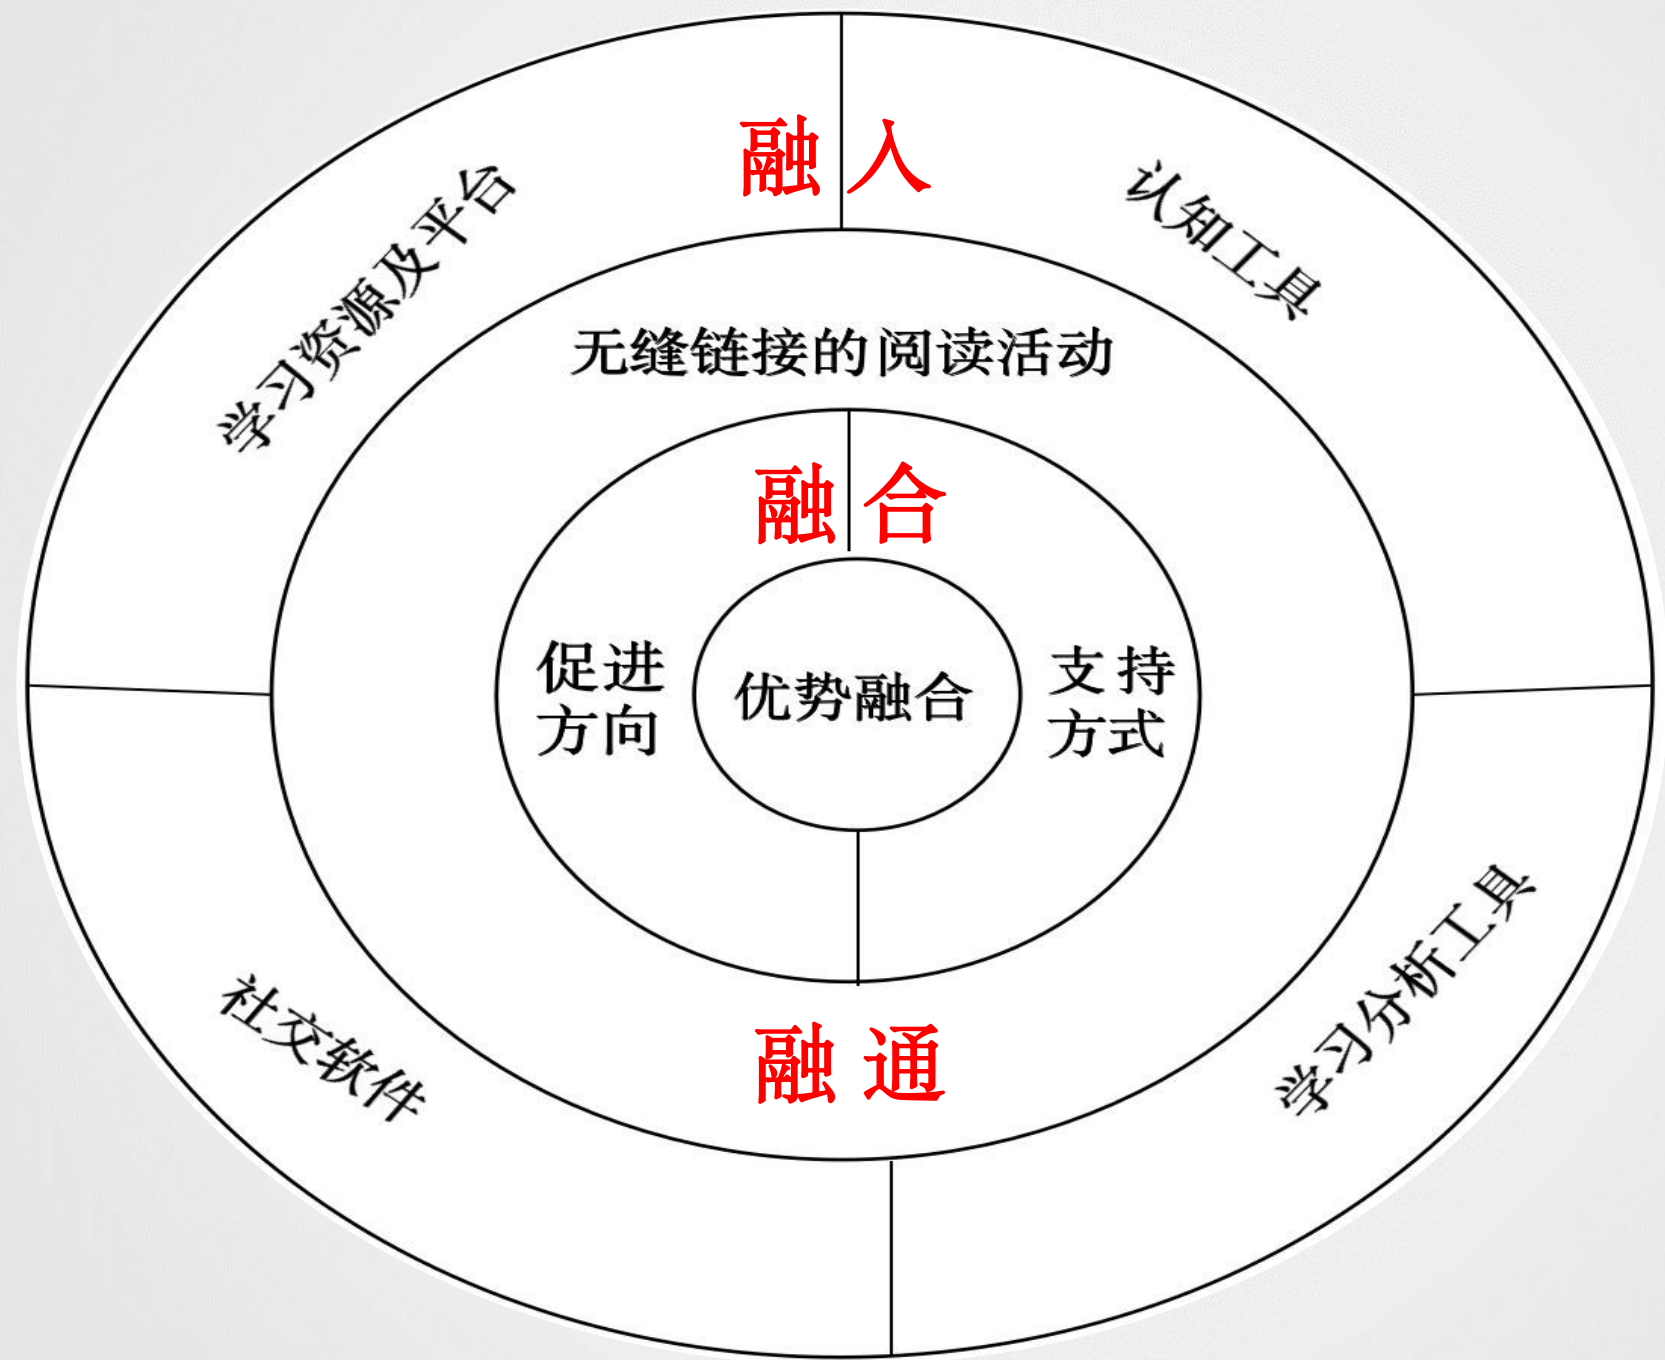 融入
学习资源及平台
认知工具
无缝链接的阅读活动
融合
促进
方向
优势融合
支持
方式
融通
社交软件
学习分析工具